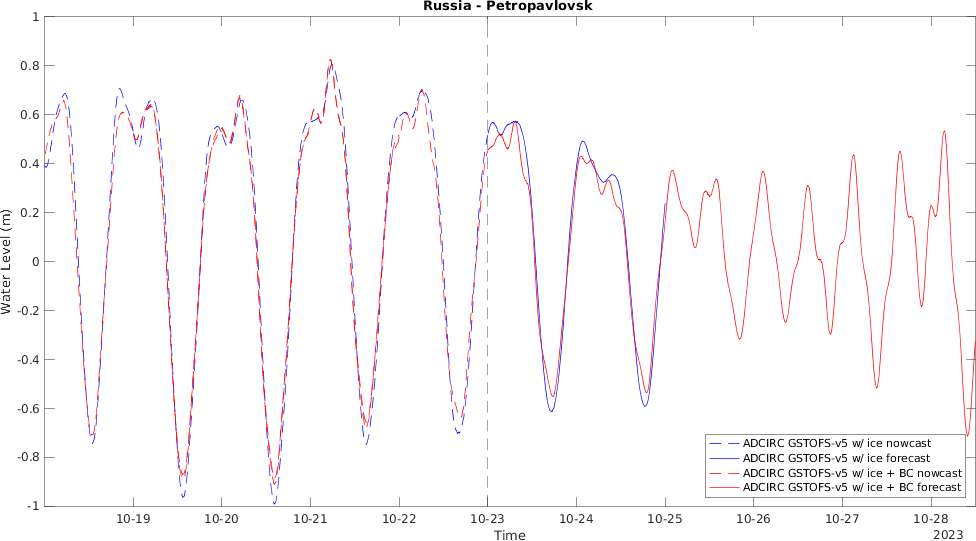 Russia - Petropavlovsk
1
0.8
0.6
0.4
0.2
0
-0.2
-0.4
-0.6
-0.8
-1
Water Level (m)
ADCIRC GSTOFS-v5 w/ ice nowcast
ADCIRC GSTOFS-v5 w/ ice forecast
ADCIRC GSTOFS-v5 w/ ice + BC nowcast
ADCIRC GSTOFS-v5 w/ ice + BC forecast
10-19 10-20 10-21 10-22 10-23 10-24 10-25 10-26 10-27 10-28
Time 2023